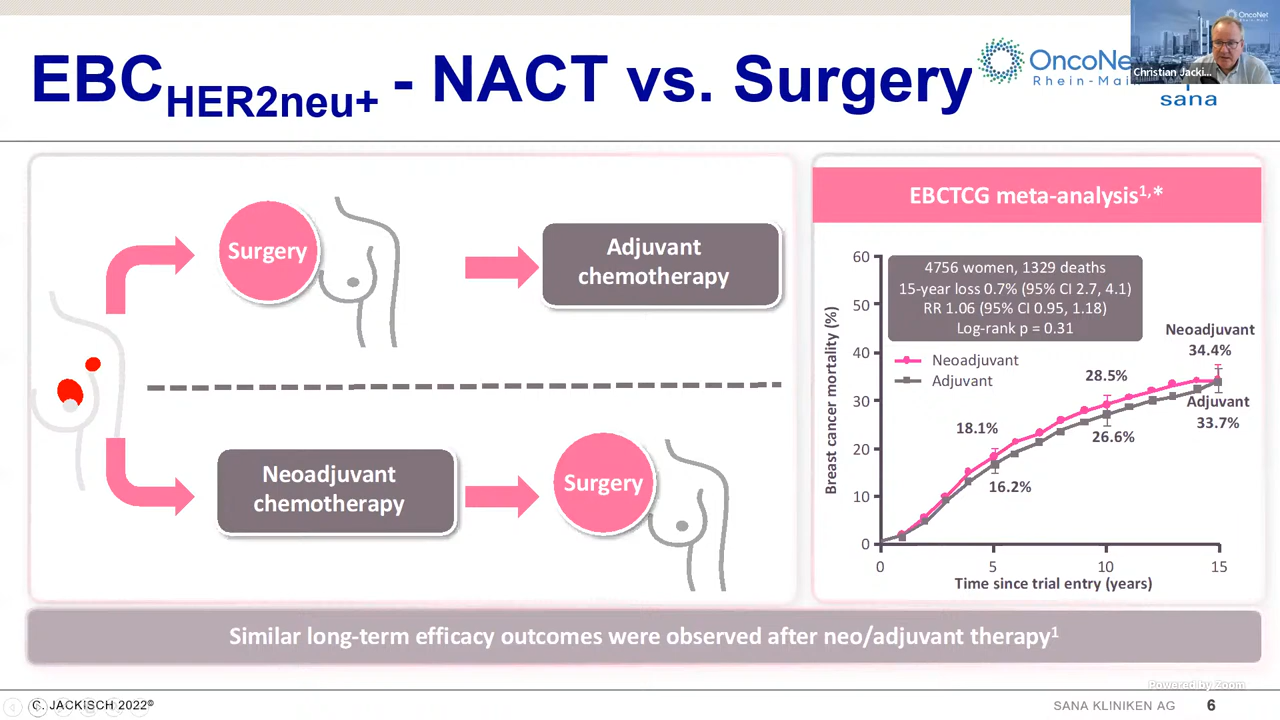 EBC HER2neu+ - NACT vs. Surgery
OncoNet
OncoNe
Rhein-Mai
sana
Christian Jacki...
Surgery
Adjuvant
chemotherapy
Neoadjuvant
chemotherapy
Surgery
EBCTCG meta-analysis1,*
4756 women, 1329 deaths
15-year loss 0.7% (95% CI 2.7, 4.1)
RR 1.06 (95% CI 0.95, 1.18)
Log-rank p = 0.31
Neoadjuvant
Adjuvant
Breast cancer mortality (%)
60
50
40
30
20
10
0
18.1%
16.2%
28.5%
26.6%
Neoadjuvant
34.4%
Adjuvant
33.7%
0 5 10 15
Time since trial entry (years)
Similar long-term efficacy outcomes were observed after neo/adjuvant therapy1
Powered by Zoom
C. JACKISCH 2022©
SANA KLINIKEN AG 6